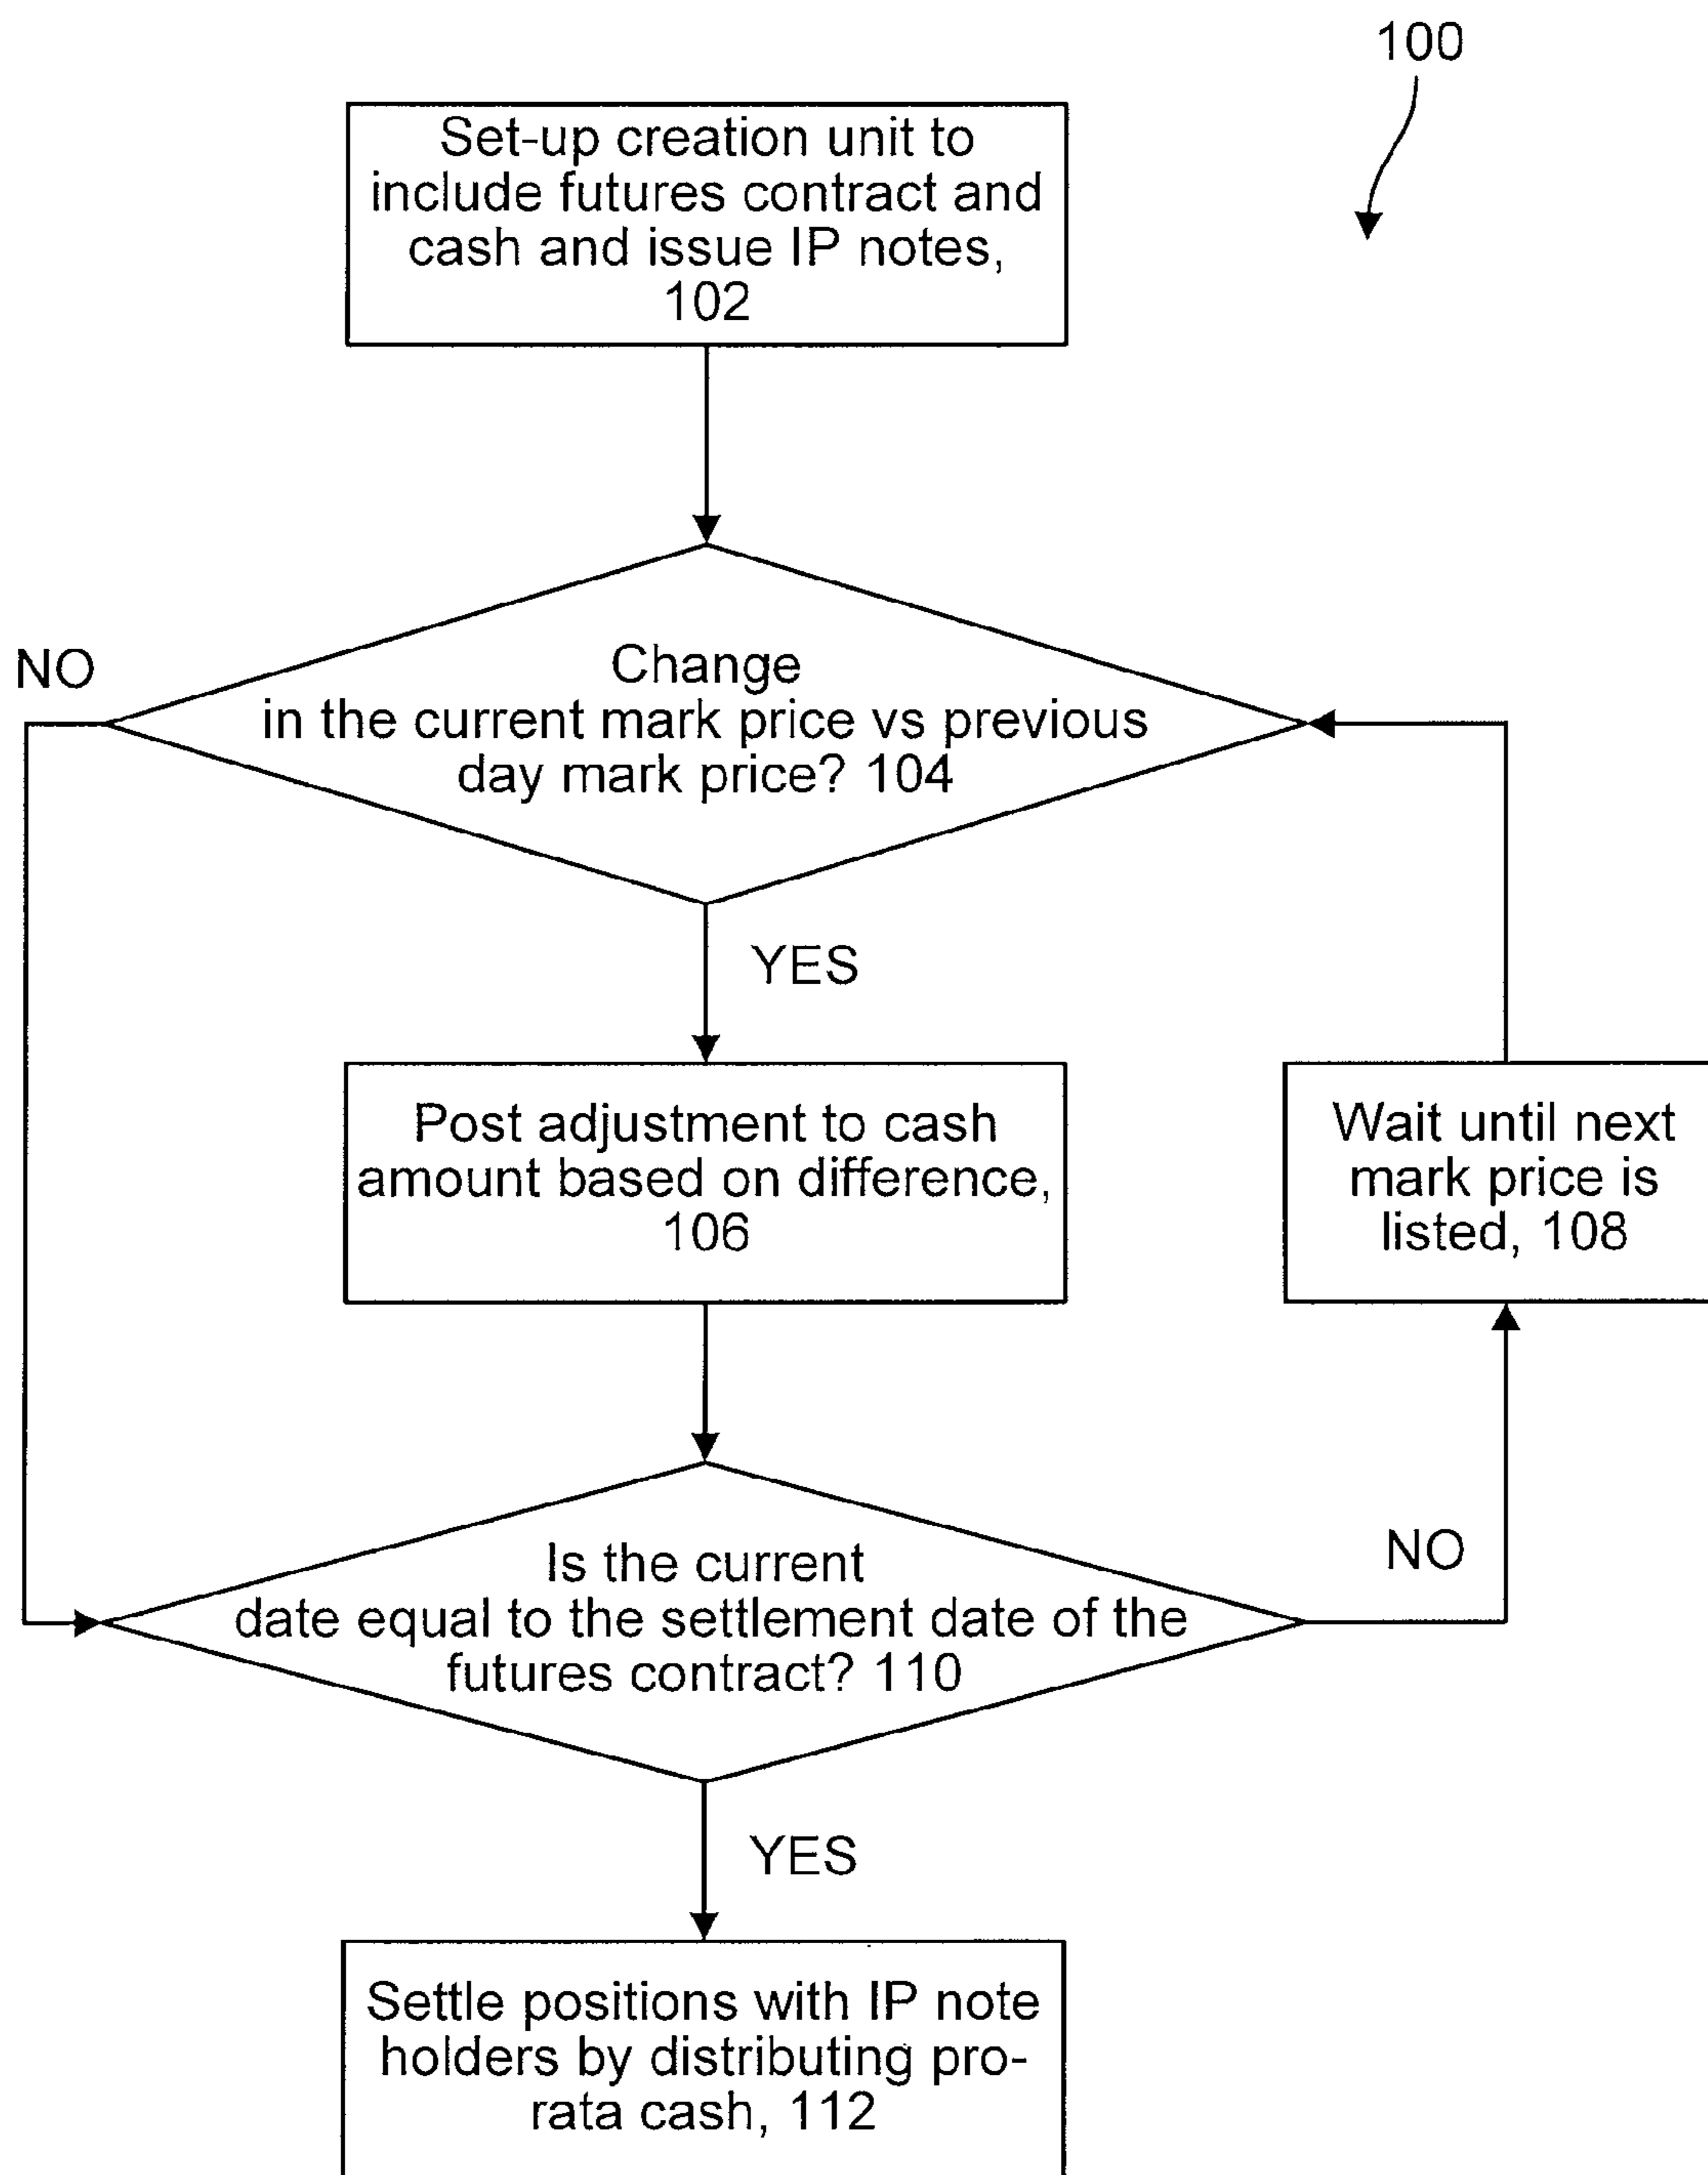 100
Set-up creation unit to
include futures contract and
cash and issue IP notes,
102
NO
Change
in the current mark price vs previous
day mark price? 104
YES
Post adjustment to cash
amount based on difference,
106
Wait until next
mark price is
listed, 108
NO
Is the current
date equal to the settlement date of the
futures contract? 110
YES
Settle positions with IP note
holders by distributing pro-
rata cash, 112